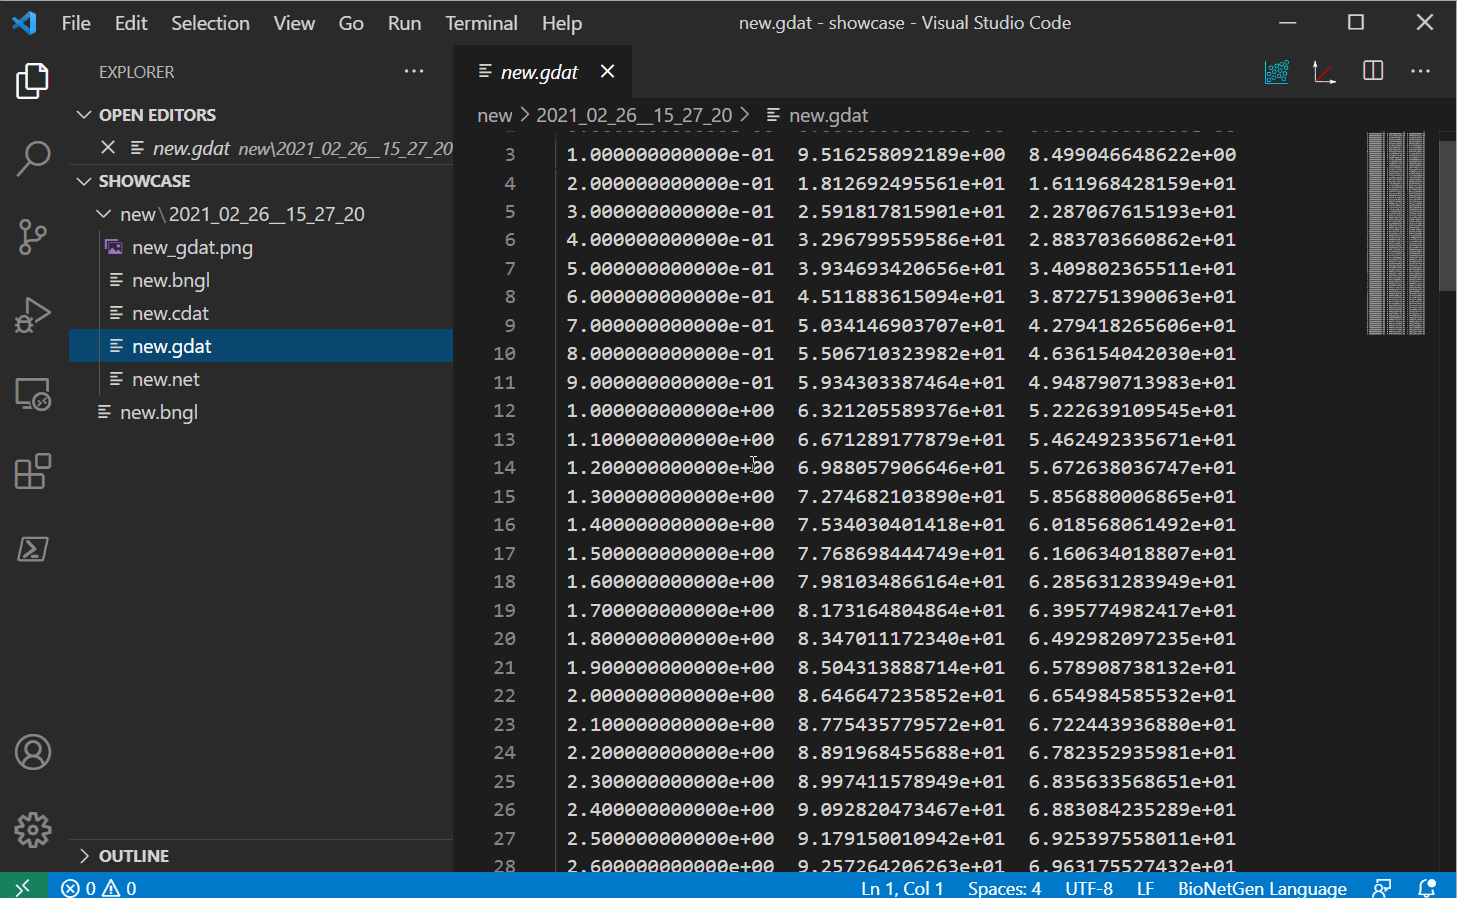 File Edit Selection View Go Run Terminal Help
new.gdat - showcase - Visual Studio Code
EXPLORER
OPEN EDITORS
new.gdat new\2021_02_26__15_27_20
SHOWCASE
new\2021_02_26__15_27_20
new_gdat.png
new.bngl
new.cdat
new.gdat
new.net
new.bngl
OUTLINE
new.gdat
new > 2021_02_26__15_27_20 > new.gdat
3 1.000000000000e-01 9.516258092189e+00 8.499046648622e+00
4 2.000000000000e-01 1.812692495561e+01 1.611968428159e+01
5 3.000000000000e-01 2.591817815901e+01 2.287067615193e+01
6 4.000000000000e-01 3.296799559586e+01 2.883703660862e+01
7 5.000000000000e-01 3.934693420656e+01 3.409802365511e+01
8 6.000000000000e-01 4.511883615094e+01 3.872751390063e+01
9 7.000000000000e-01 5.034146903707e+01 4.279418265606e+01
10 8.000000000000e-01 5.506710323982e+01 4.636154042030e+01
11 9.000000000000e-01 5.934303387464e+01 4.948790713983e+01
12 1.000000000000e+00 6.321205589376e+01 5.222639109545e+01
13 1.100000000000e+00 6.671289177879e+01 5.462492335671e+01
14 1.200000000000e+00 6.988057906646e+01 5.672638036747e+01
15 1.300000000000e+00 7.274682103890e+01 5.856880006865e+01
16 1.400000000000e+00 7.534030401418e+01 6.018568061492e+01
17 1.500000000000e+00 7.768698444749e+01 6.160634018807e+01
18 1.600000000000e+00 7.981034866164e+01 6.285631283949e+01
19 1.700000000000e+00 8.173164804864e+01 6.395774982417e+01
20 1.800000000000e+00 8.347011172340e+01 6.492982097235e+01
21 1.900000000000e+00 8.504313888714e+01 6.578908738132e+01
22 2.000000000000e+00 8.646647235852e+01 6.654984585532e+01
23 2.100000000000e+00 8.775435779572e+01 6.722443936880e+01
24 2.200000000000e+00 8.891968455688e+01 6.782352935981e+01
25 2.300000000000e+00 8.997411578949e+01 6.835633568651e+01
26 2.400000000000e+00 9.092820473467e+01 6.883084235289e+01
27 2.500000000000e+00 9.179150010942e+01 6.925397558011e+01
28 2.600000000000e+00 9.257264206263e+01 6.963175527432e+01
0 0 Ln 1, Col 1 Spaces: 4 UTF-8 LF BioNetGen Language